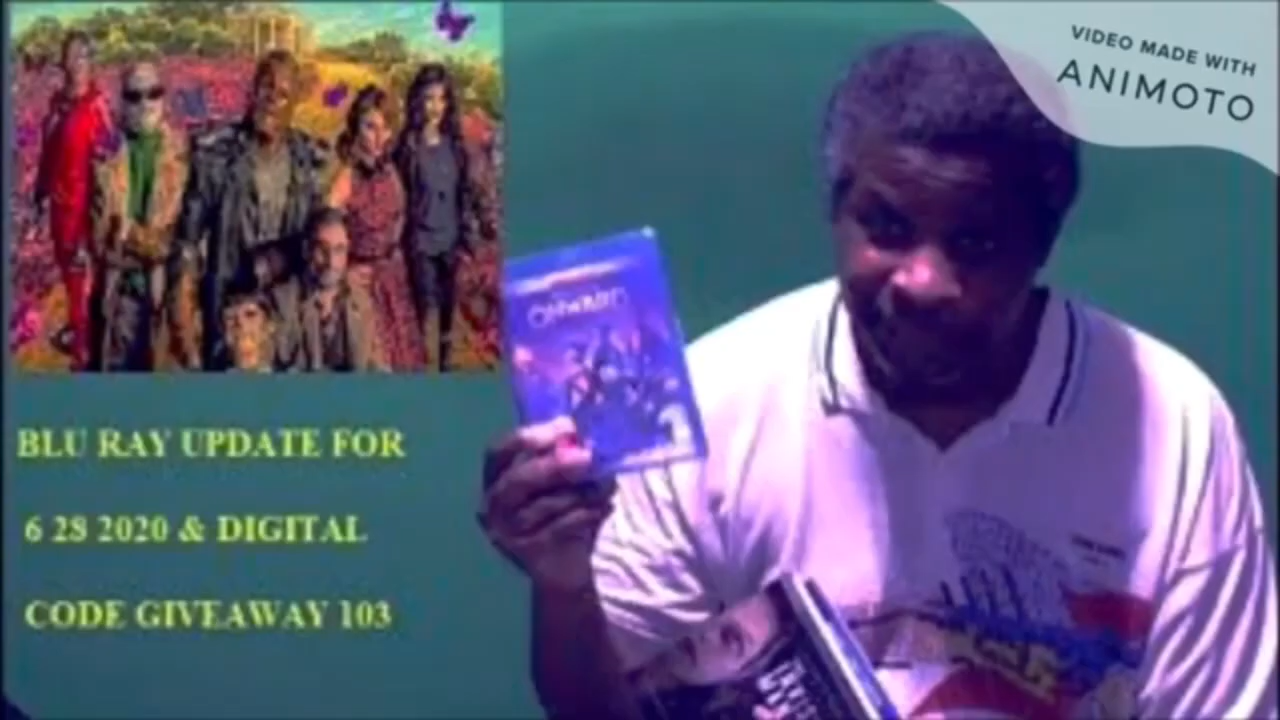 VIDEO MADE WITH
ANIMOTO
ONWARD
BLU RAY UPDATE FOR
6 28 2020 & DIGITAL
CODE GIVEAWAY 103